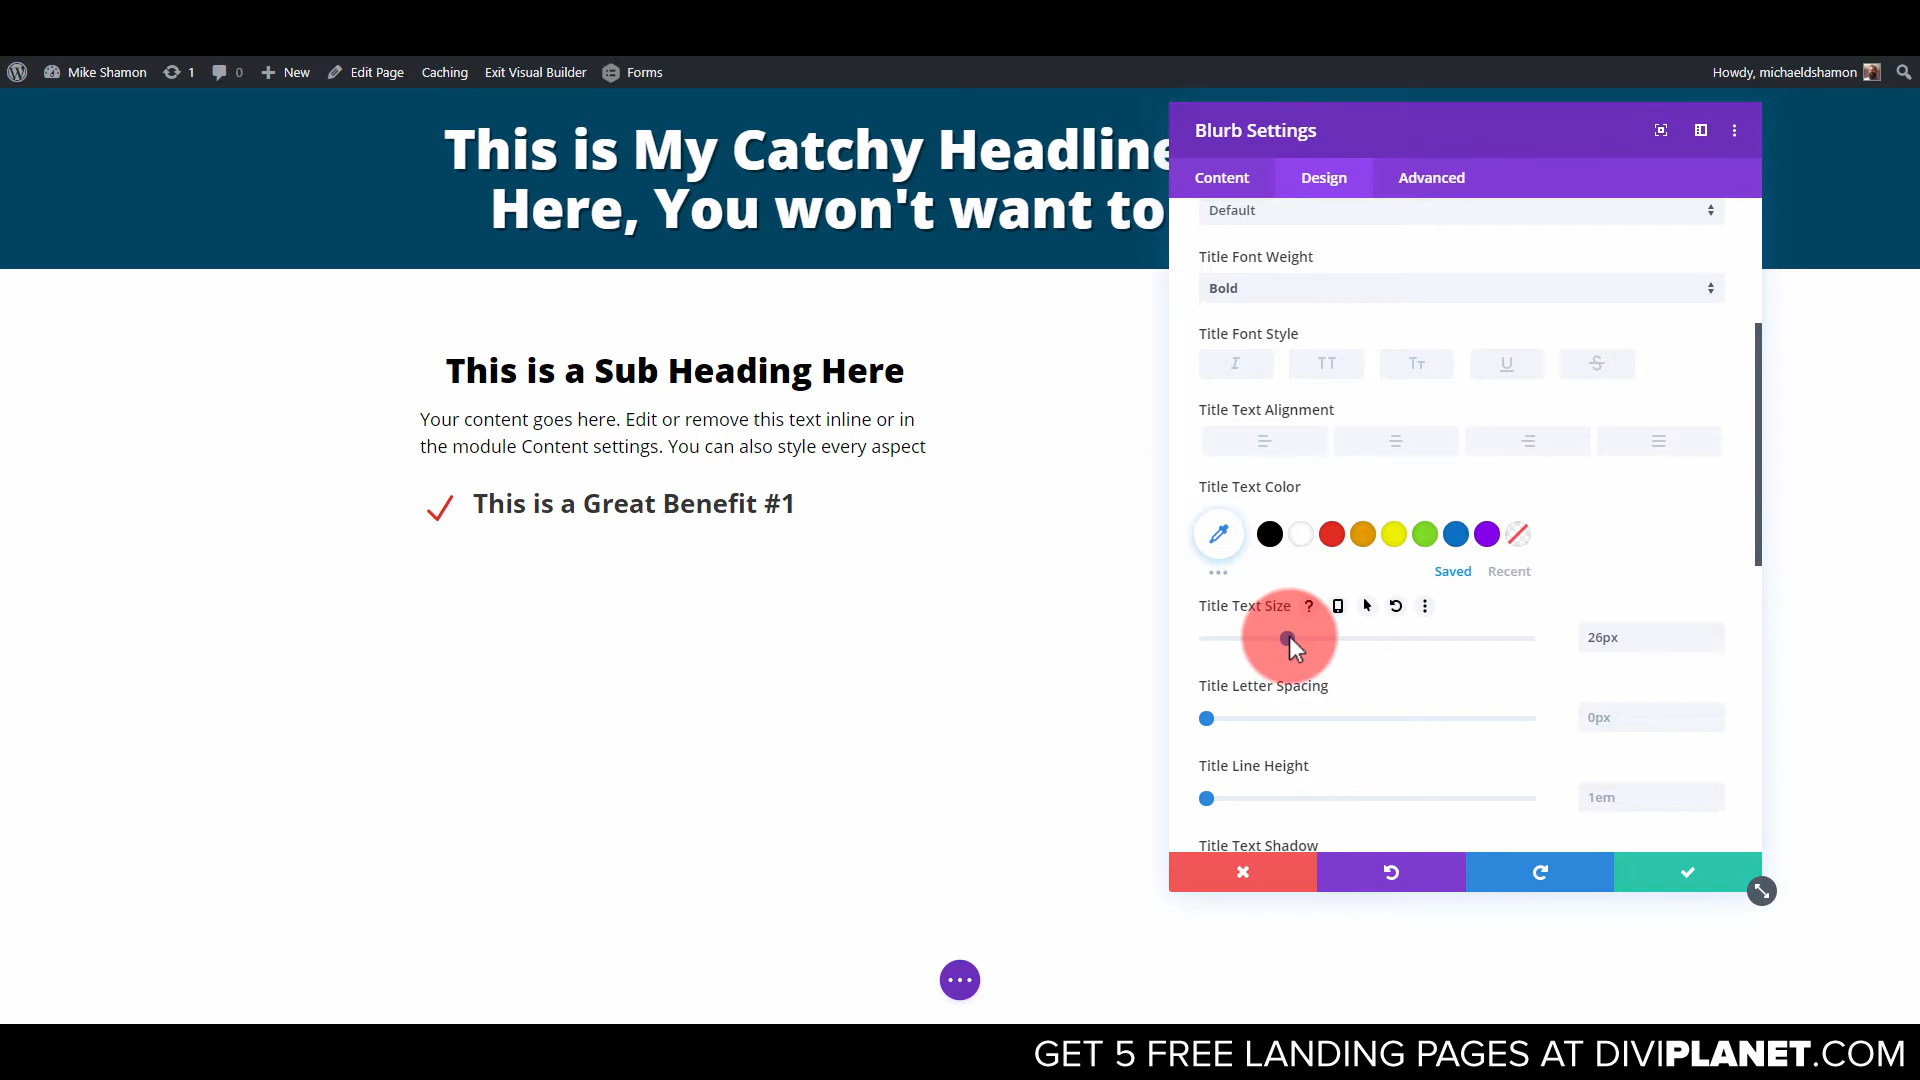 Mike Shamon 1 0 New Edit Page Caching Exit Visual Builder Forms Howdy, michaeldshamon
This is My Catchy Headline
Here, You won't want to
This is a Sub Heading Here
Your content goes here. Edit or remove this text inline or in
the module Content settings. You can also style every aspect
This is a Great Benefit #1
Blurb Settings
Content Design Advanced
Default
Title Font Weight
Bold
Title Font Style
I TT TT U S
Title Text Alignment
Title Text Color
Saved Recent
Title Text Size ?
26px
Title Letter Spacing
0px
Title Line Height
1em
Title Text Shadow
GET 5 FREE LANDING PAGES AT DIVIPLANET.COM